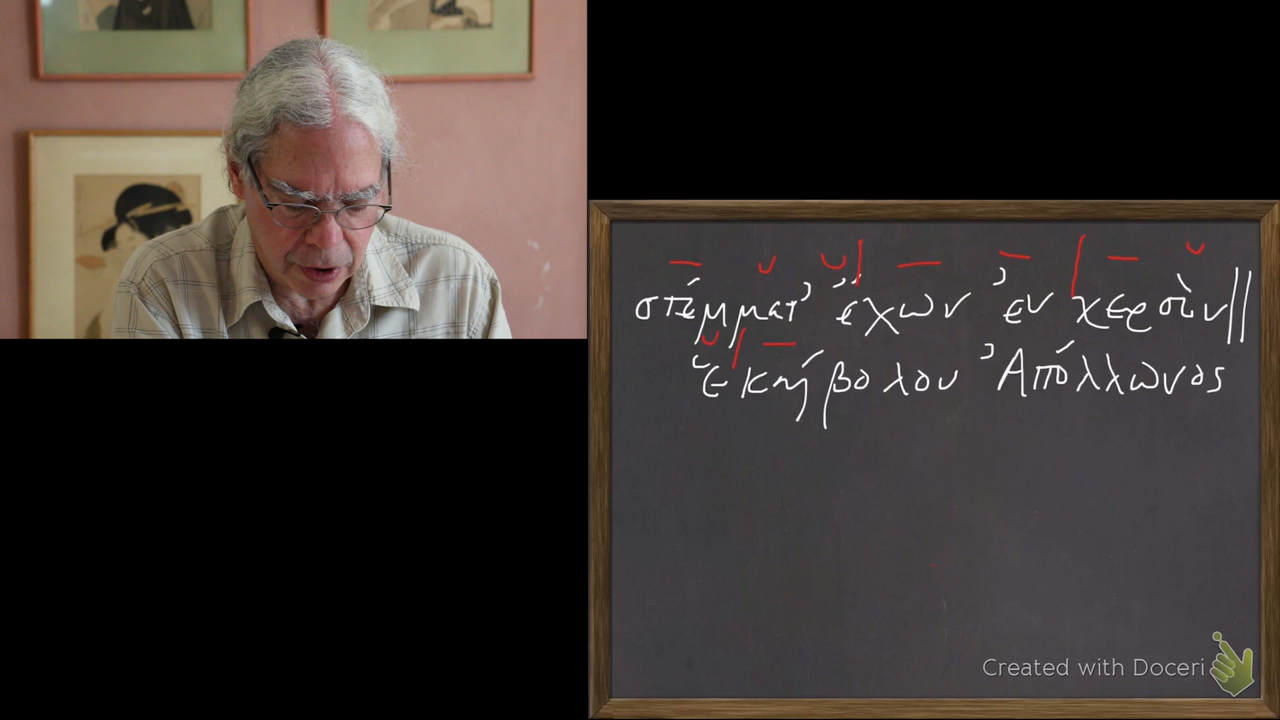 στέμματ' ἔχων ἐν χερσὶν ||
ἑκηβόλου Ἀπόλλωνος
Created with Doceri